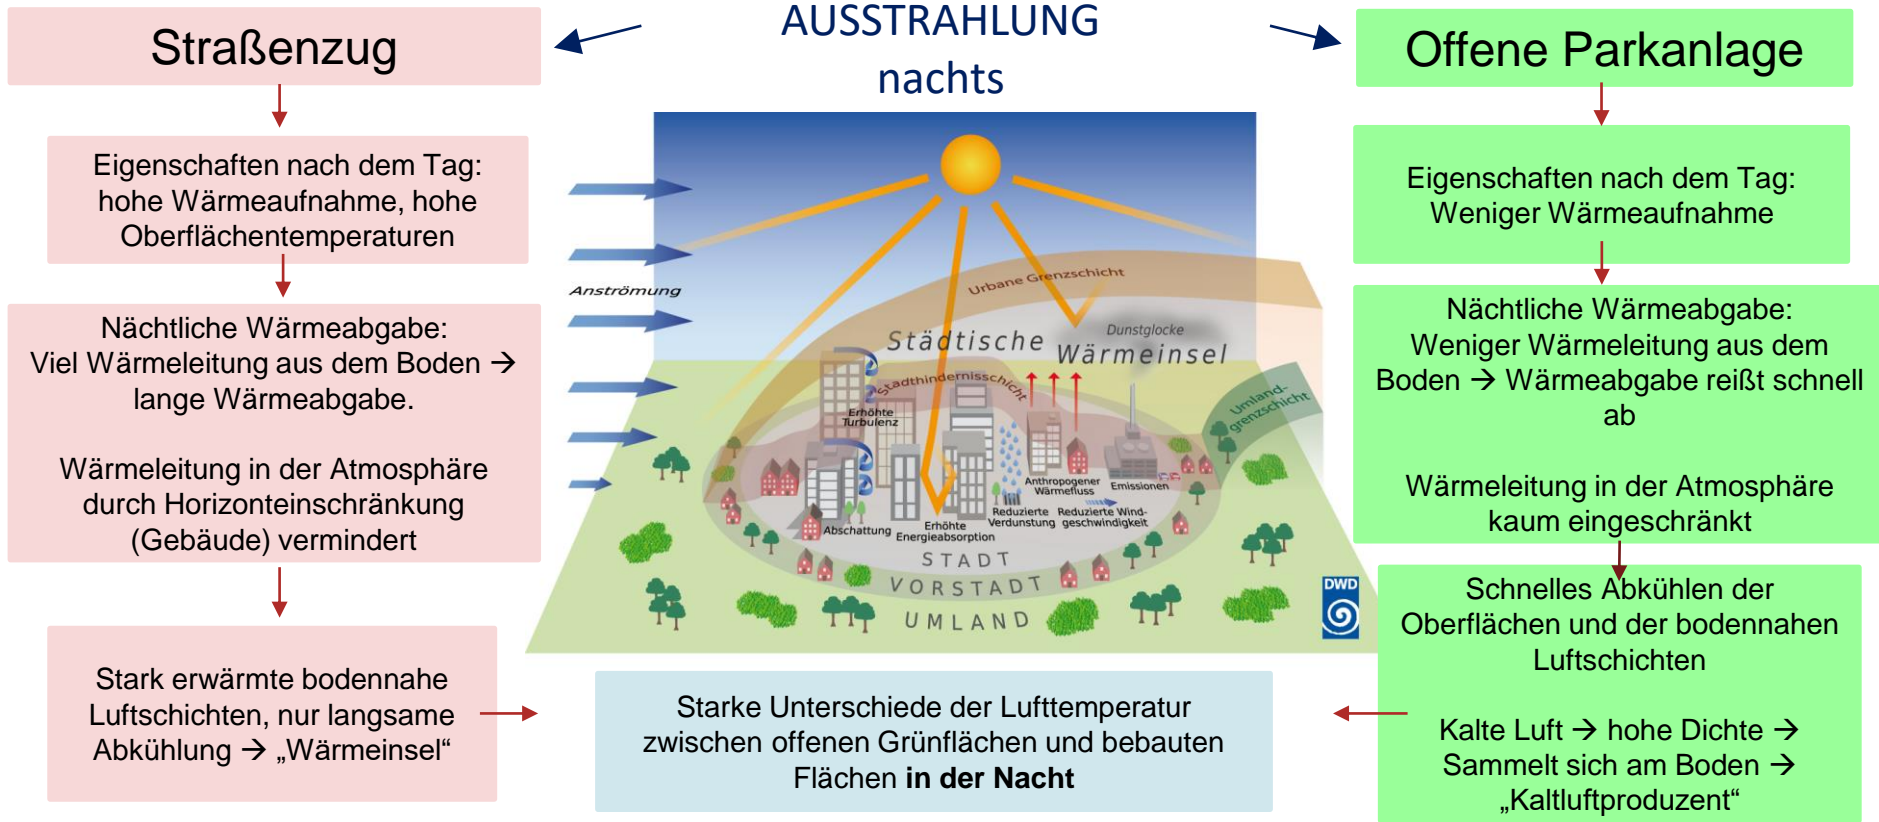 AUSSTRAHLUNG
nachts
Straßenzug
Eigenschaften nach dem Tag:
hohe Wärmeaufnahme, hohe
Oberflächentemperaturen
Nächtliche Wärmeabgabe:
Viel Wärmeleitung aus dem Boden →
lange Wärmeabgabe.
Wärmeleitung in der Atmosphäre
durch Horizonteinschränkung
(Gebäude) vermindert
Stark erwärmte bodennahe
Luftschichten, nur langsame
Abkühlung → „Wärmeinsel“
Anströmung
Urbane Grenzschicht
Dunstglocke
Städtische
Wärmeinsel
Stadthindernisschicht
Umland-
grenzschicht
Erhöhte
Turbulenz
Anthropogener
Wärmefluss
Emissionen
Abschattung
Erhöhte
Energieabsorption
Reduzierte
Verdunstung
Reduzierte Wind-
geschwindigkeit
STADT
VORSTADT
UMLAND
DWD
Starke Unterschiede der Lufttemperatur
zwischen offenen Grünflächen und bebauten
Flächen in der Nacht
Offene Parkanlage
Eigenschaften nach dem Tag:
Weniger Wärmeaufnahme
Nächtliche Wärmeabgabe:
Weniger Wärmeleitung aus dem
Boden → Wärmeabgabe reißt schnell
ab
Wärmeleitung in der Atmosphäre
kaum eingeschränkt
Schnelles Abkühlen der
Oberflächen und der bodennahen
Luftschichten
Kalte Luft → hohe Dichte →
Sammelt sich am Boden →
„Kaltluftproduzent“